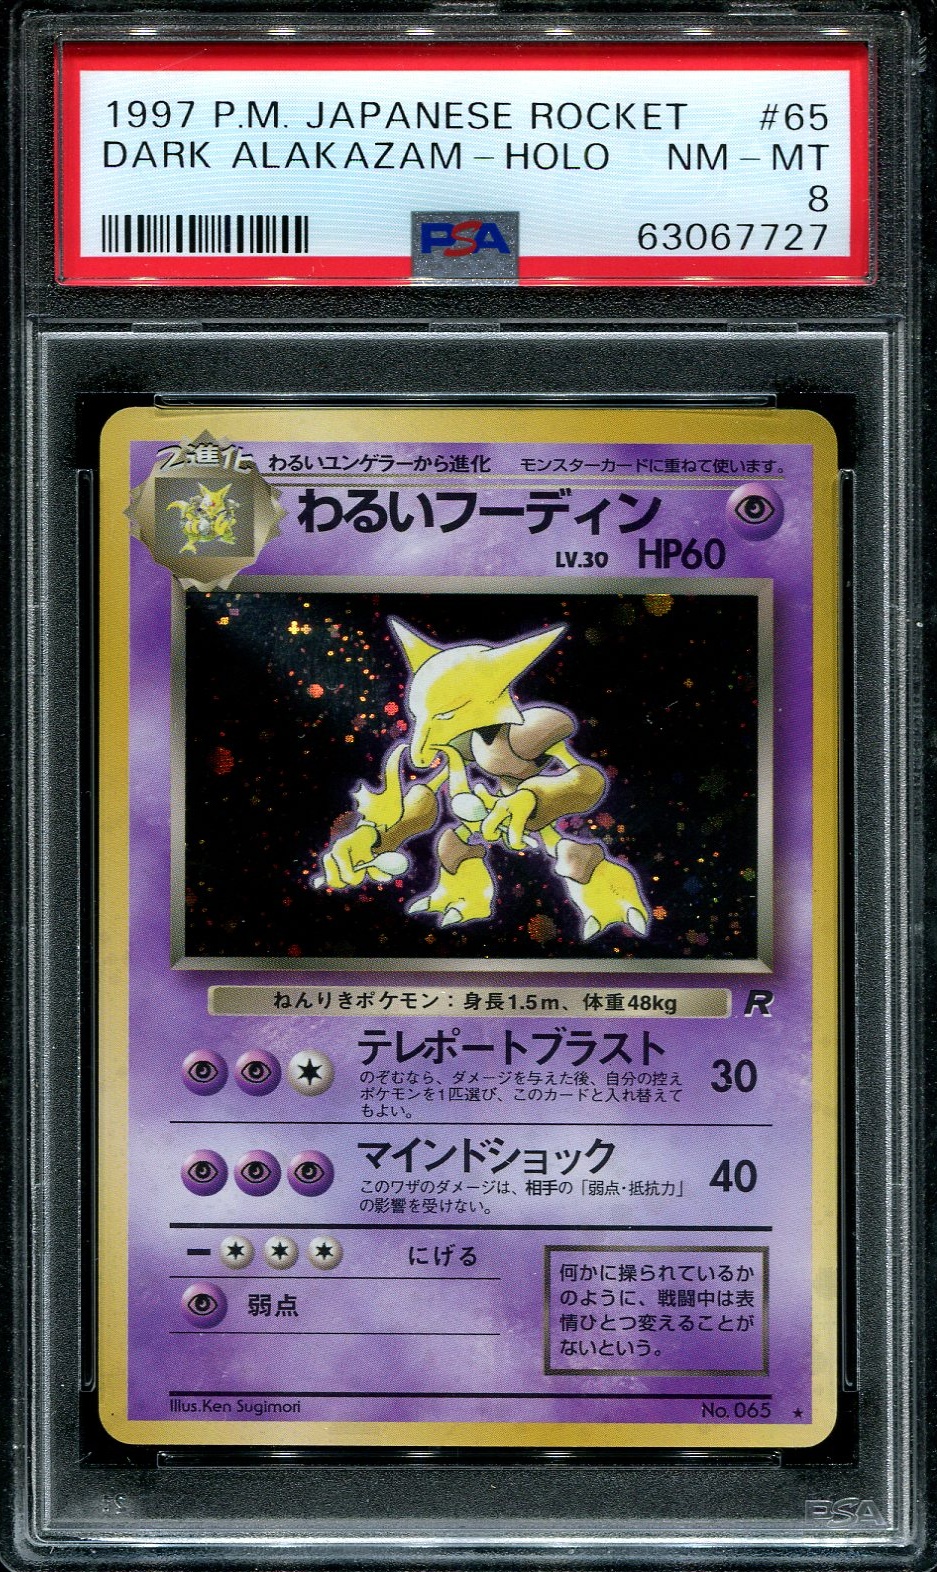 1997 P.M. JAPANESE ROCKET #65
DARK ALAKAZAM - HOLO NM - MT
8
PSA 63067727
2進化 わるいユンゲラーから進化 モンスターカードに重ねて使います。
わるいフーディン
LV.30 HP60
ねんりきポケモン：身長1.5m、体重48kg R
テレポートブラスト
30
のぞむなら、ダメージを与えた後、自分の控え
ポケモンを1匹選び、このカードと入れ替えて
もよい。
マインドショック
40
このワザのダメージは、相手の「弱点・抵抗力」
の影響を受けない。
にげる
弱点
何かに操られているか
のように、戦闘中は表
情ひとつ変えることが
ないという。
Illus.Ken Sugimori No.065 ★
PSA